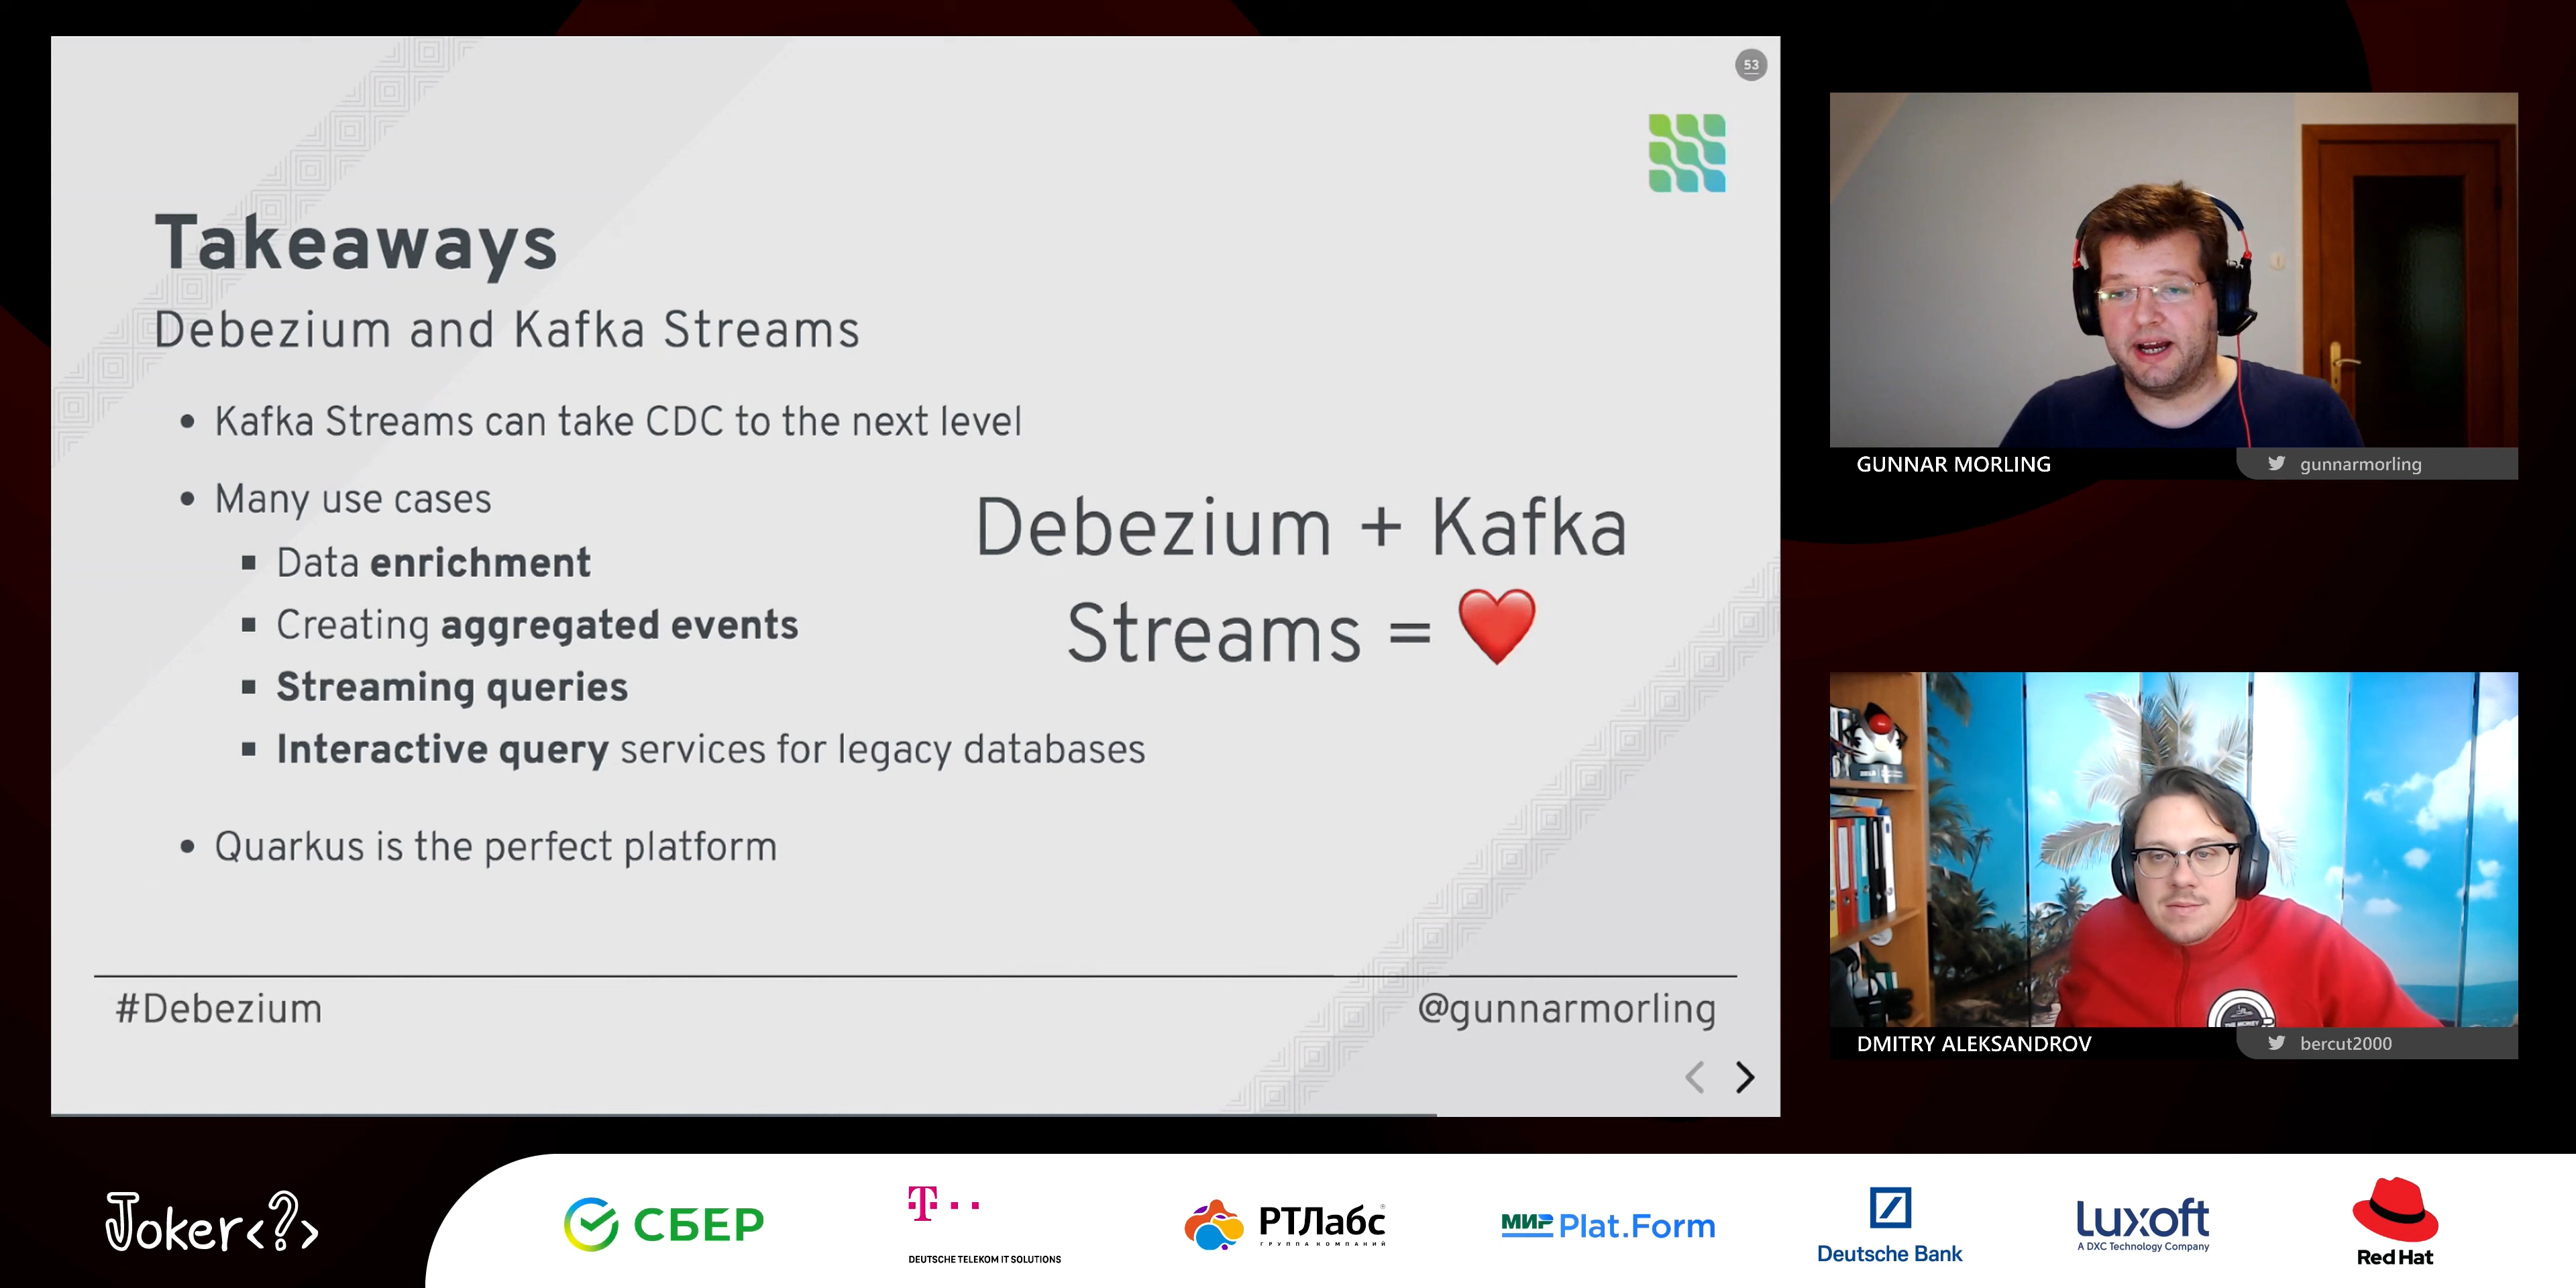 53
Takeaways
Debezium and Kafka Streams
• Kafka Streams can take CDC to the next level
• Many use cases
▪ Data enrichment
▪ Creating aggregated events
▪ Streaming queries
▪ Interactive query services for legacy databases
• Quarkus is the perfect platform
Debezium + Kafka
Streams = ❤️
#Debezium
@gunnarmorling
GUNNAR MORLING
gunnarmorling
DMITRY ALEKSANDROV
bercut2000
Joker<?>
СБЕР
T
DEUTSCHE TELEKOM IT SOLUTIONS
РТЛабс
ГРУППА КОМПАНИЙ
МИР Plat.Form
Deutsche Bank
Luxoft
A DXC Technology Company
Red Hat